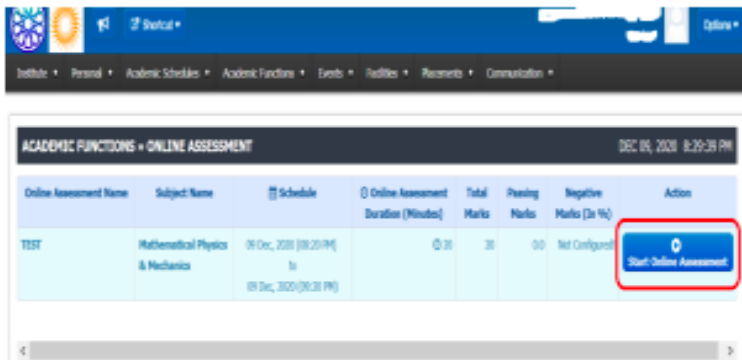 Shortcut
Options
Institute Personal Academic Schedules Academic Functions Events Facilities Placements Communication
ACADEMIC FUNCTIONS » ONLINE ASSESSMENT DEC 09, 2020 8:29:39 PM
Online Assessment Name Subject Name Schedule Online Assessment Duration (Minutes) Total Marks Passing Marks Negative Marks (In %) Action
TEST Mathematical Physics & Mechanics 09 Dec, 2020 (08:20 PM) to 09 Dec, 2020 (09:20 PM) 20 20 0.0 Not Configured Start Online Assessment